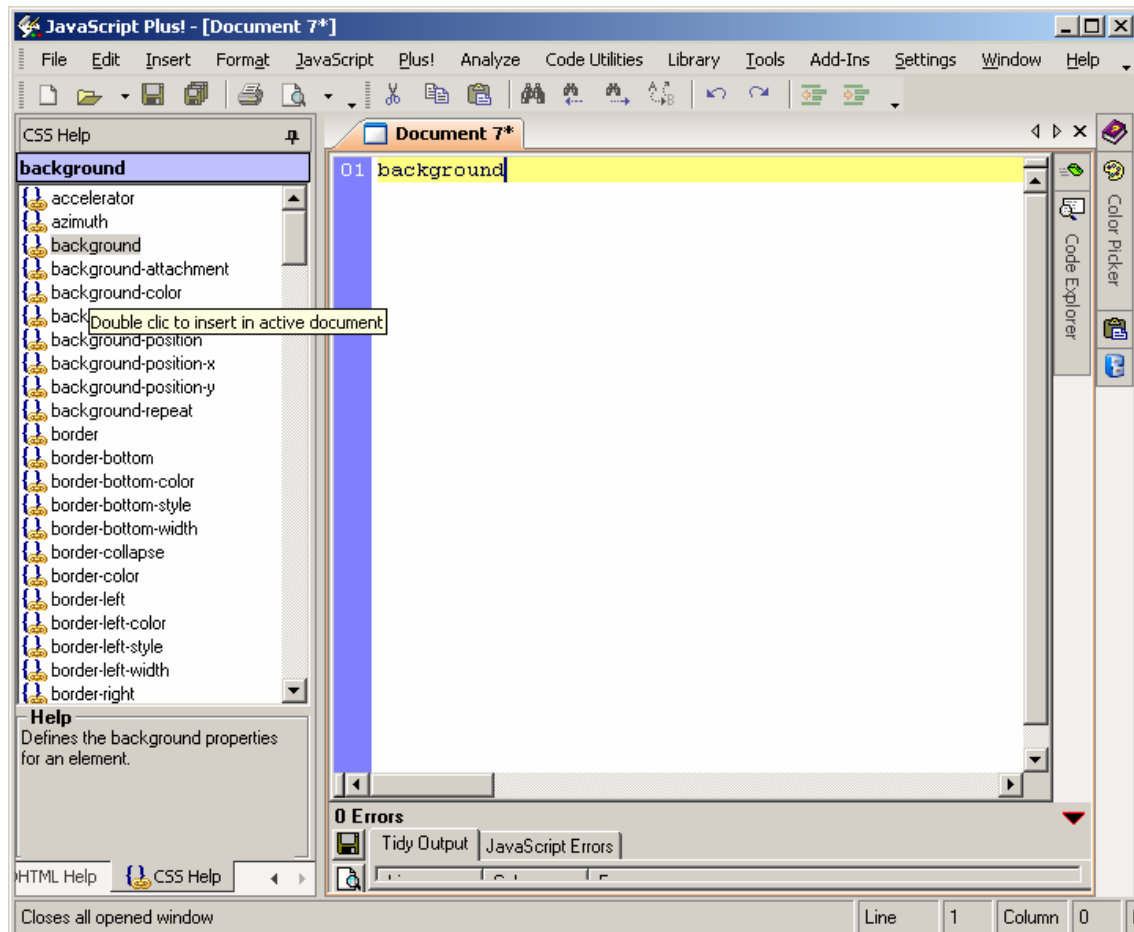 JavaScript Plus! - [Document 7*]
File Edit Insert Format JavaScript Plus! Analyze Code Utilities Library Tools Add-Ins Settings Window Help
CSS Help
background
accelerator
azimuth
background
background-attachment
background-color
back
Double clic to insert in active document
background-position
background-position-x
background-position-y
background-repeat
border
border-bottom
border-bottom-color
border-bottom-style
border-bottom-width
border-collapse
border-color
border-left
border-left-color
border-left-style
border-left-width
border-right
Help
Defines the background properties
for an element.
HTML Help CSS Help
Document 7*
01 background
Code Explorer
Color Picker
0 Errors
Tidy Output JavaScript Errors
Closes all opened window
Line 1 Column 0